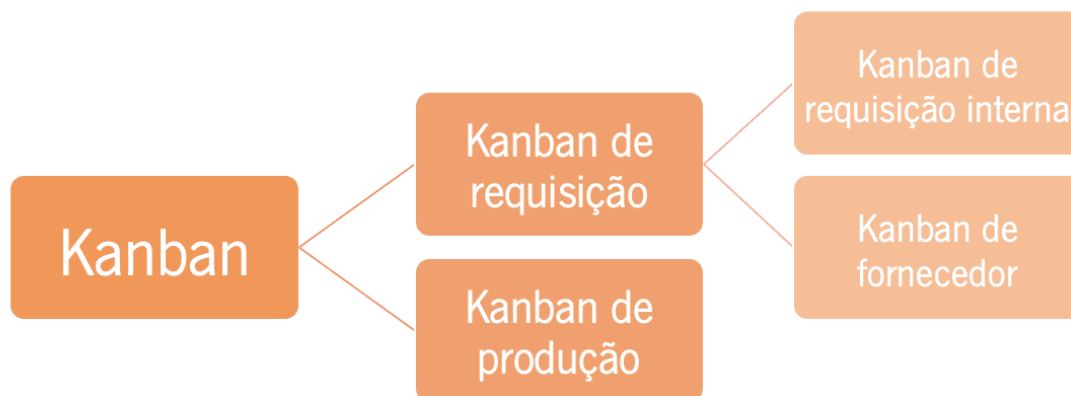 Kanban
Kanban de
requisição
Kanban de
produção
Kanban de
requisição interna
Kanban de
fornecedor